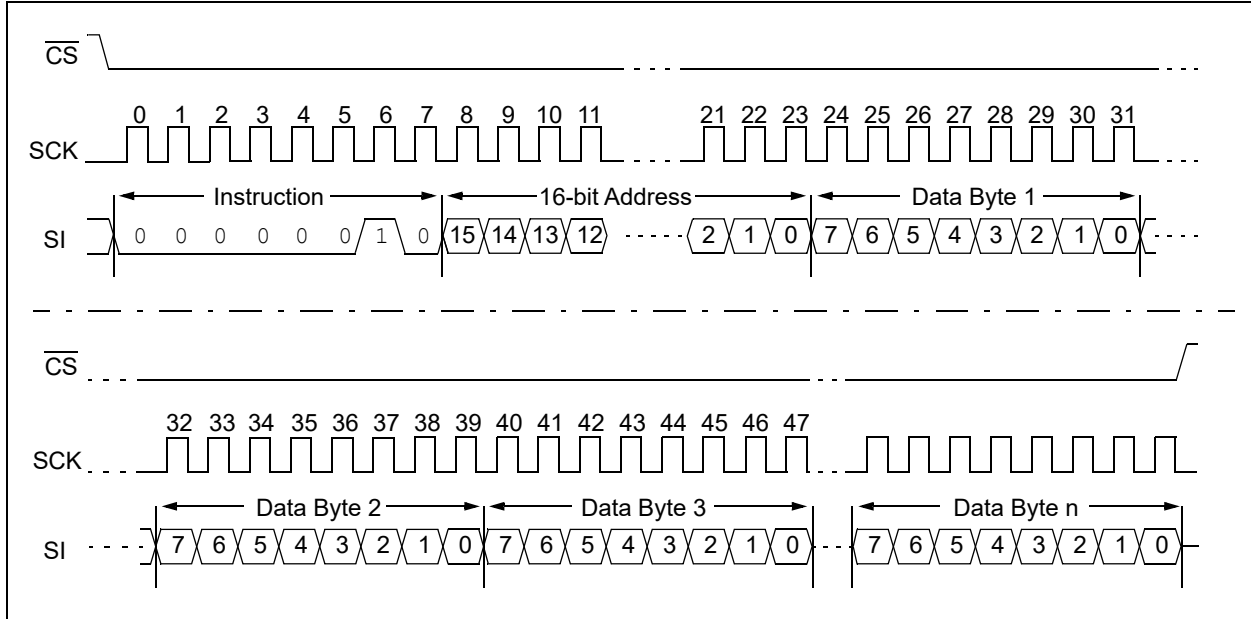 CS
0 1 2 3 4 5 6 7 8 9 10 11 21 22 23 24 25 26 27 28 29 30 31
SCK
Instruction 16-bit Address Data Byte 1
SI 0 0 0 0 0 0 1 0 15 14 13 12 2 1 0 7 6 5 4 3 2 1 0
CS
32 33 34 35 36 37 38 39 40 41 42 43 44 45 46 47
SCK
Data Byte 2 Data Byte 3 Data Byte n
SI 7 6 5 4 3 2 1 0 7 6 5 4 3 2 1 0 7 6 5 4 3 2 1 0